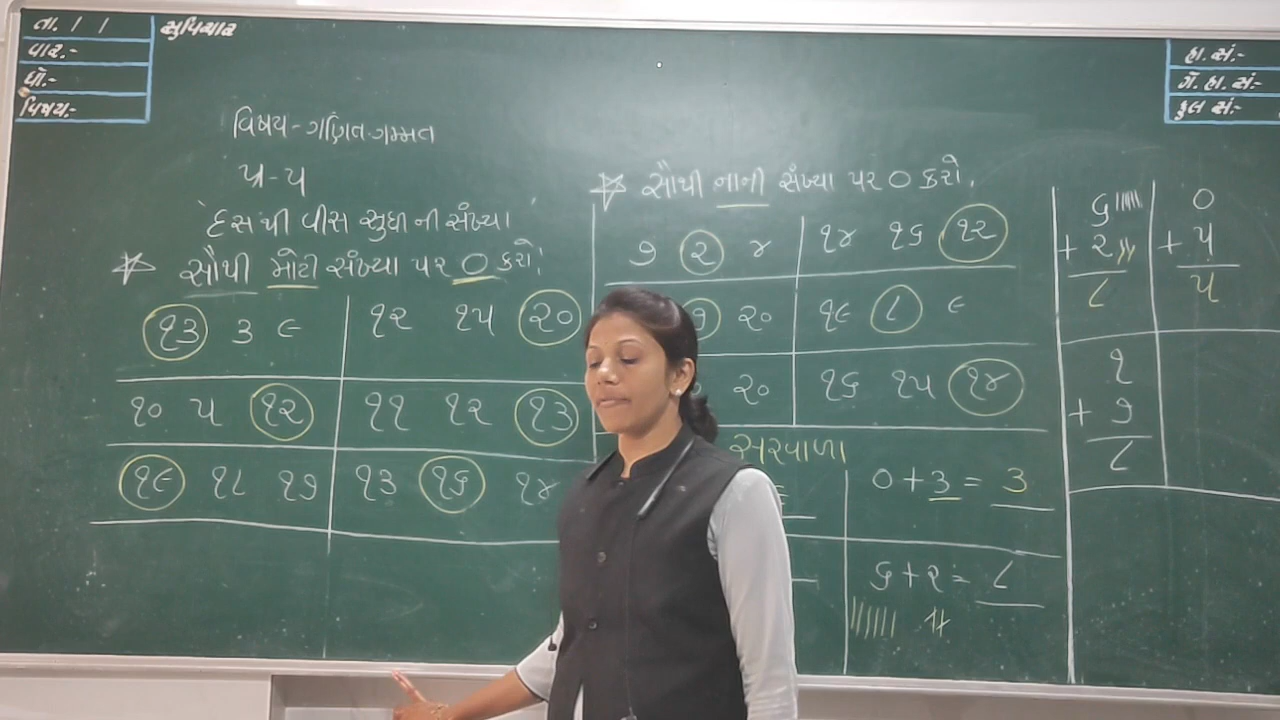 તા. / /
વાર.-
ધો.-
વિષય.-
સુવિચાર
હા. સં.-
ગે. હા. સં.-
કુલ સં.-
વિષય - ગણિત-ગમ્મત
પ્ર - ૫
દસ થી વીસ સુધી ની સંખ્યા
સૌથી મોટી સંખ્યા પર ૦ કરો.
૧૩ ૩ ૯ ૧૨ ૧૫ ૨૦
૧૦ ૫ ૧૨ ૧૧ ૧૨ ૧૩
૧૯ ૧૮ ૧૭ ૧૩ ૧૬ ૧૪
સૌથી નાની સંખ્યા પર ૦ કરો.
૭ ૨ ૪ ૧૪ ૧૬ ૧૨
૨૦ ૧૯ ૮ ૯
૨૦ ૧૬ ૧૫ ૧૪
સરવાળા
૦ + ૩ = ૩
૬ + ૨ = ૮
૬
+ ૨
૮
૦
+ ૫
૫
૧
+ ૭
૮